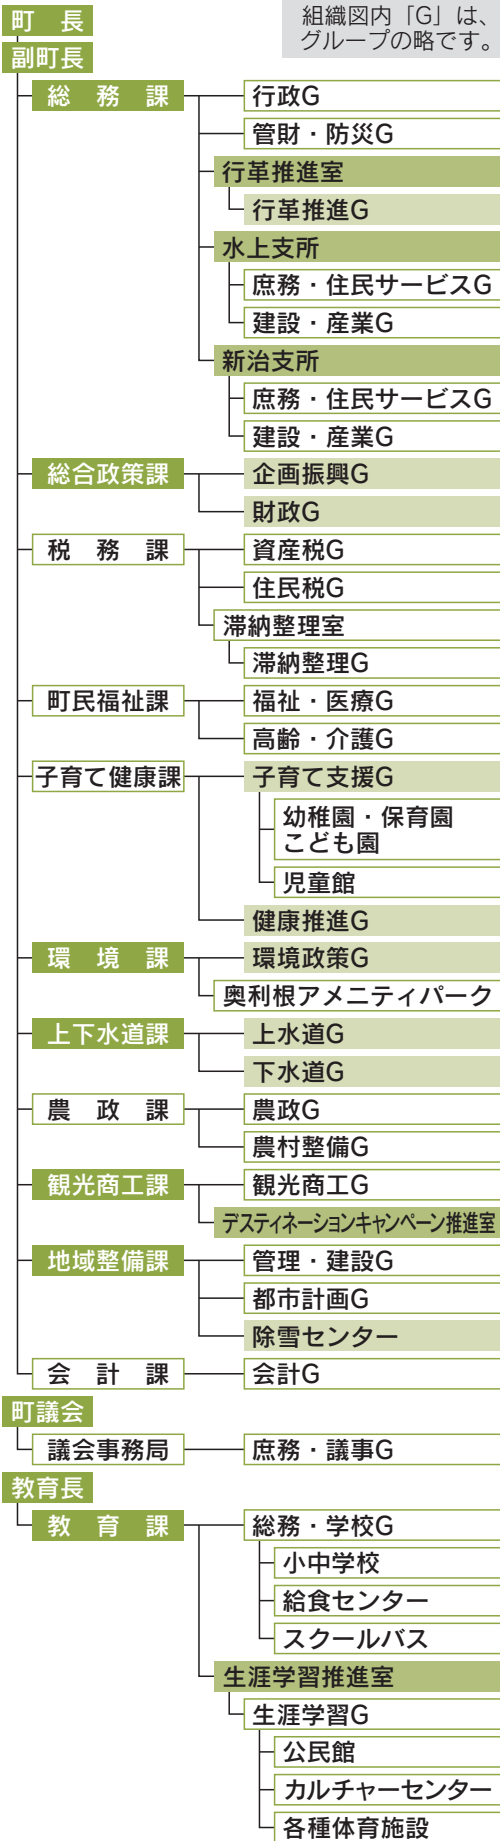 組織図内「G」は、
グループの略です。
町　長
副町長
総　務　課
行政G
管財・防災G
行革推進室
行革推進G
水上支所
庶務・住民サービスG
建設・産業G
新治支所
庶務・住民サービスG
建設・産業G
総合政策課
企画振興G
財政G
税　務　課
資産税G
住民税G
滞納整理室
滞納整理G
町民福祉課
福祉・医療G
高齢・介護G
子育て健康課
子育て支援G
幼稚園・保育園
こども園
児童館
健康推進G
環　境　課
環境政策G
奥利根アメニティパーク
上下水道課
上水道G
下水道G
農　政　課
農政G
農村整備G
観光商工課
観光商工G
デスティネーションキャンペーン推進室
地域整備課
管理・建設G
都市計画G
除雪センター
会　計　課
会計G
町議会
議会事務局
庶務・議事G
教育長
教　育　課
総務・学校G
小中学校
給食センター
スクールバス
生涯学習推進室
生涯学習G
公民館
カルチャーセンター
各種体育施設